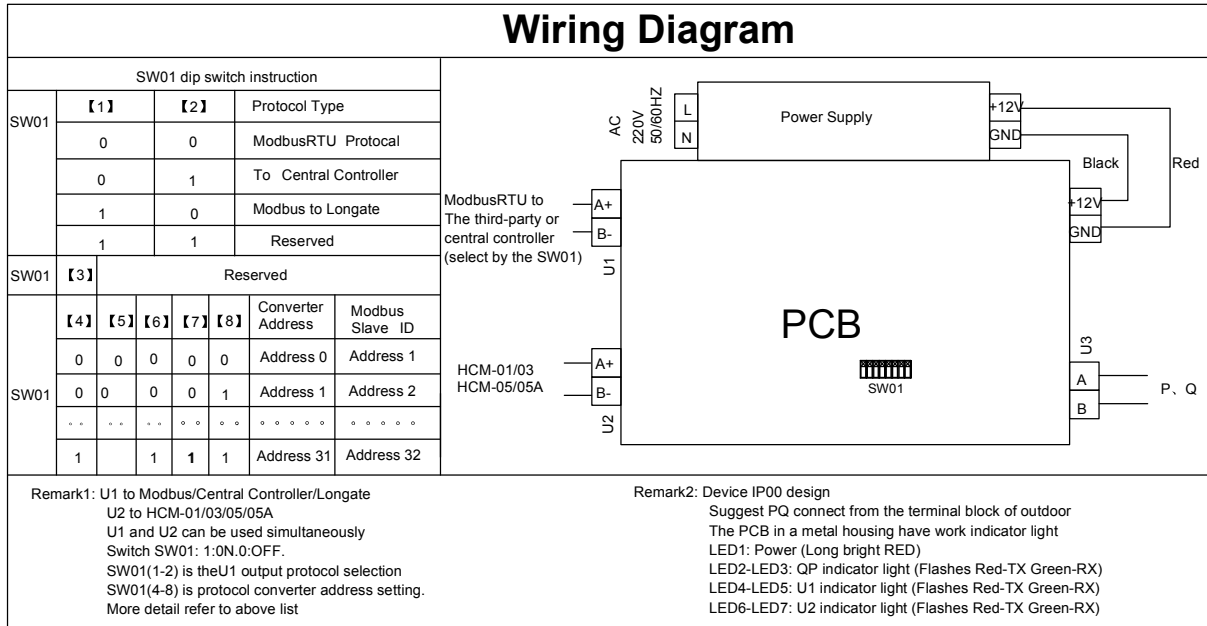 Wiring Diagram
SW01 dip switch instruction
SW01 【1】 【2】 Protocol Type
0 0 ModbusRTU Protocal
0 1 To Central Controller
1 0 Modbus to Longate
1 1 Reserved
SW01 【3】 Reserved
SW01 【4】 【5】 【6】 【7】 【8】 Converter Address Modbus Slave ID
0 0 0 0 0 Address 0 Address 1
0 0 0 0 1 Address 1 Address 2
。。 。。 。。 。。 。。 。。。。。 。。。。。
1 1 1 1 Address 31 Address 32
AC
220V
50/60HZ
L
N
Power Supply
+12V
GND
Black
Red
+12V
GND
ModbusRTU to
The third-party or
central controller
(select by the SW01)
A+
B-
U1
PCB
HCM-01/03
HCM-05/05A
A+
B-
U2
SW01
U3
A
B
P、Q
Remark1: U1 to Modbus/Central Controller/Longate
U2 to HCM-01/03/05/05A
U1 and U2 can be used simultaneously
Switch SW01: 1:0N.0:OFF.
SW01(1-2) is theU1 output protocol selection
SW01(4-8) is protocol converter address setting.
More detail refer to above list
Remark2: Device IP00 design
Suggest PQ connect from the terminal block of outdoor
The PCB in a metal housing have work indicator light
LED1: Power (Long bright RED)
LED2-LED3: QP indicator light (Flashes Red-TX Green-RX)
LED4-LED5: U1 indicator light (Flashes Red-TX Green-RX)
LED6-LED7: U2 indicator light (Flashes Red-TX Green-RX)